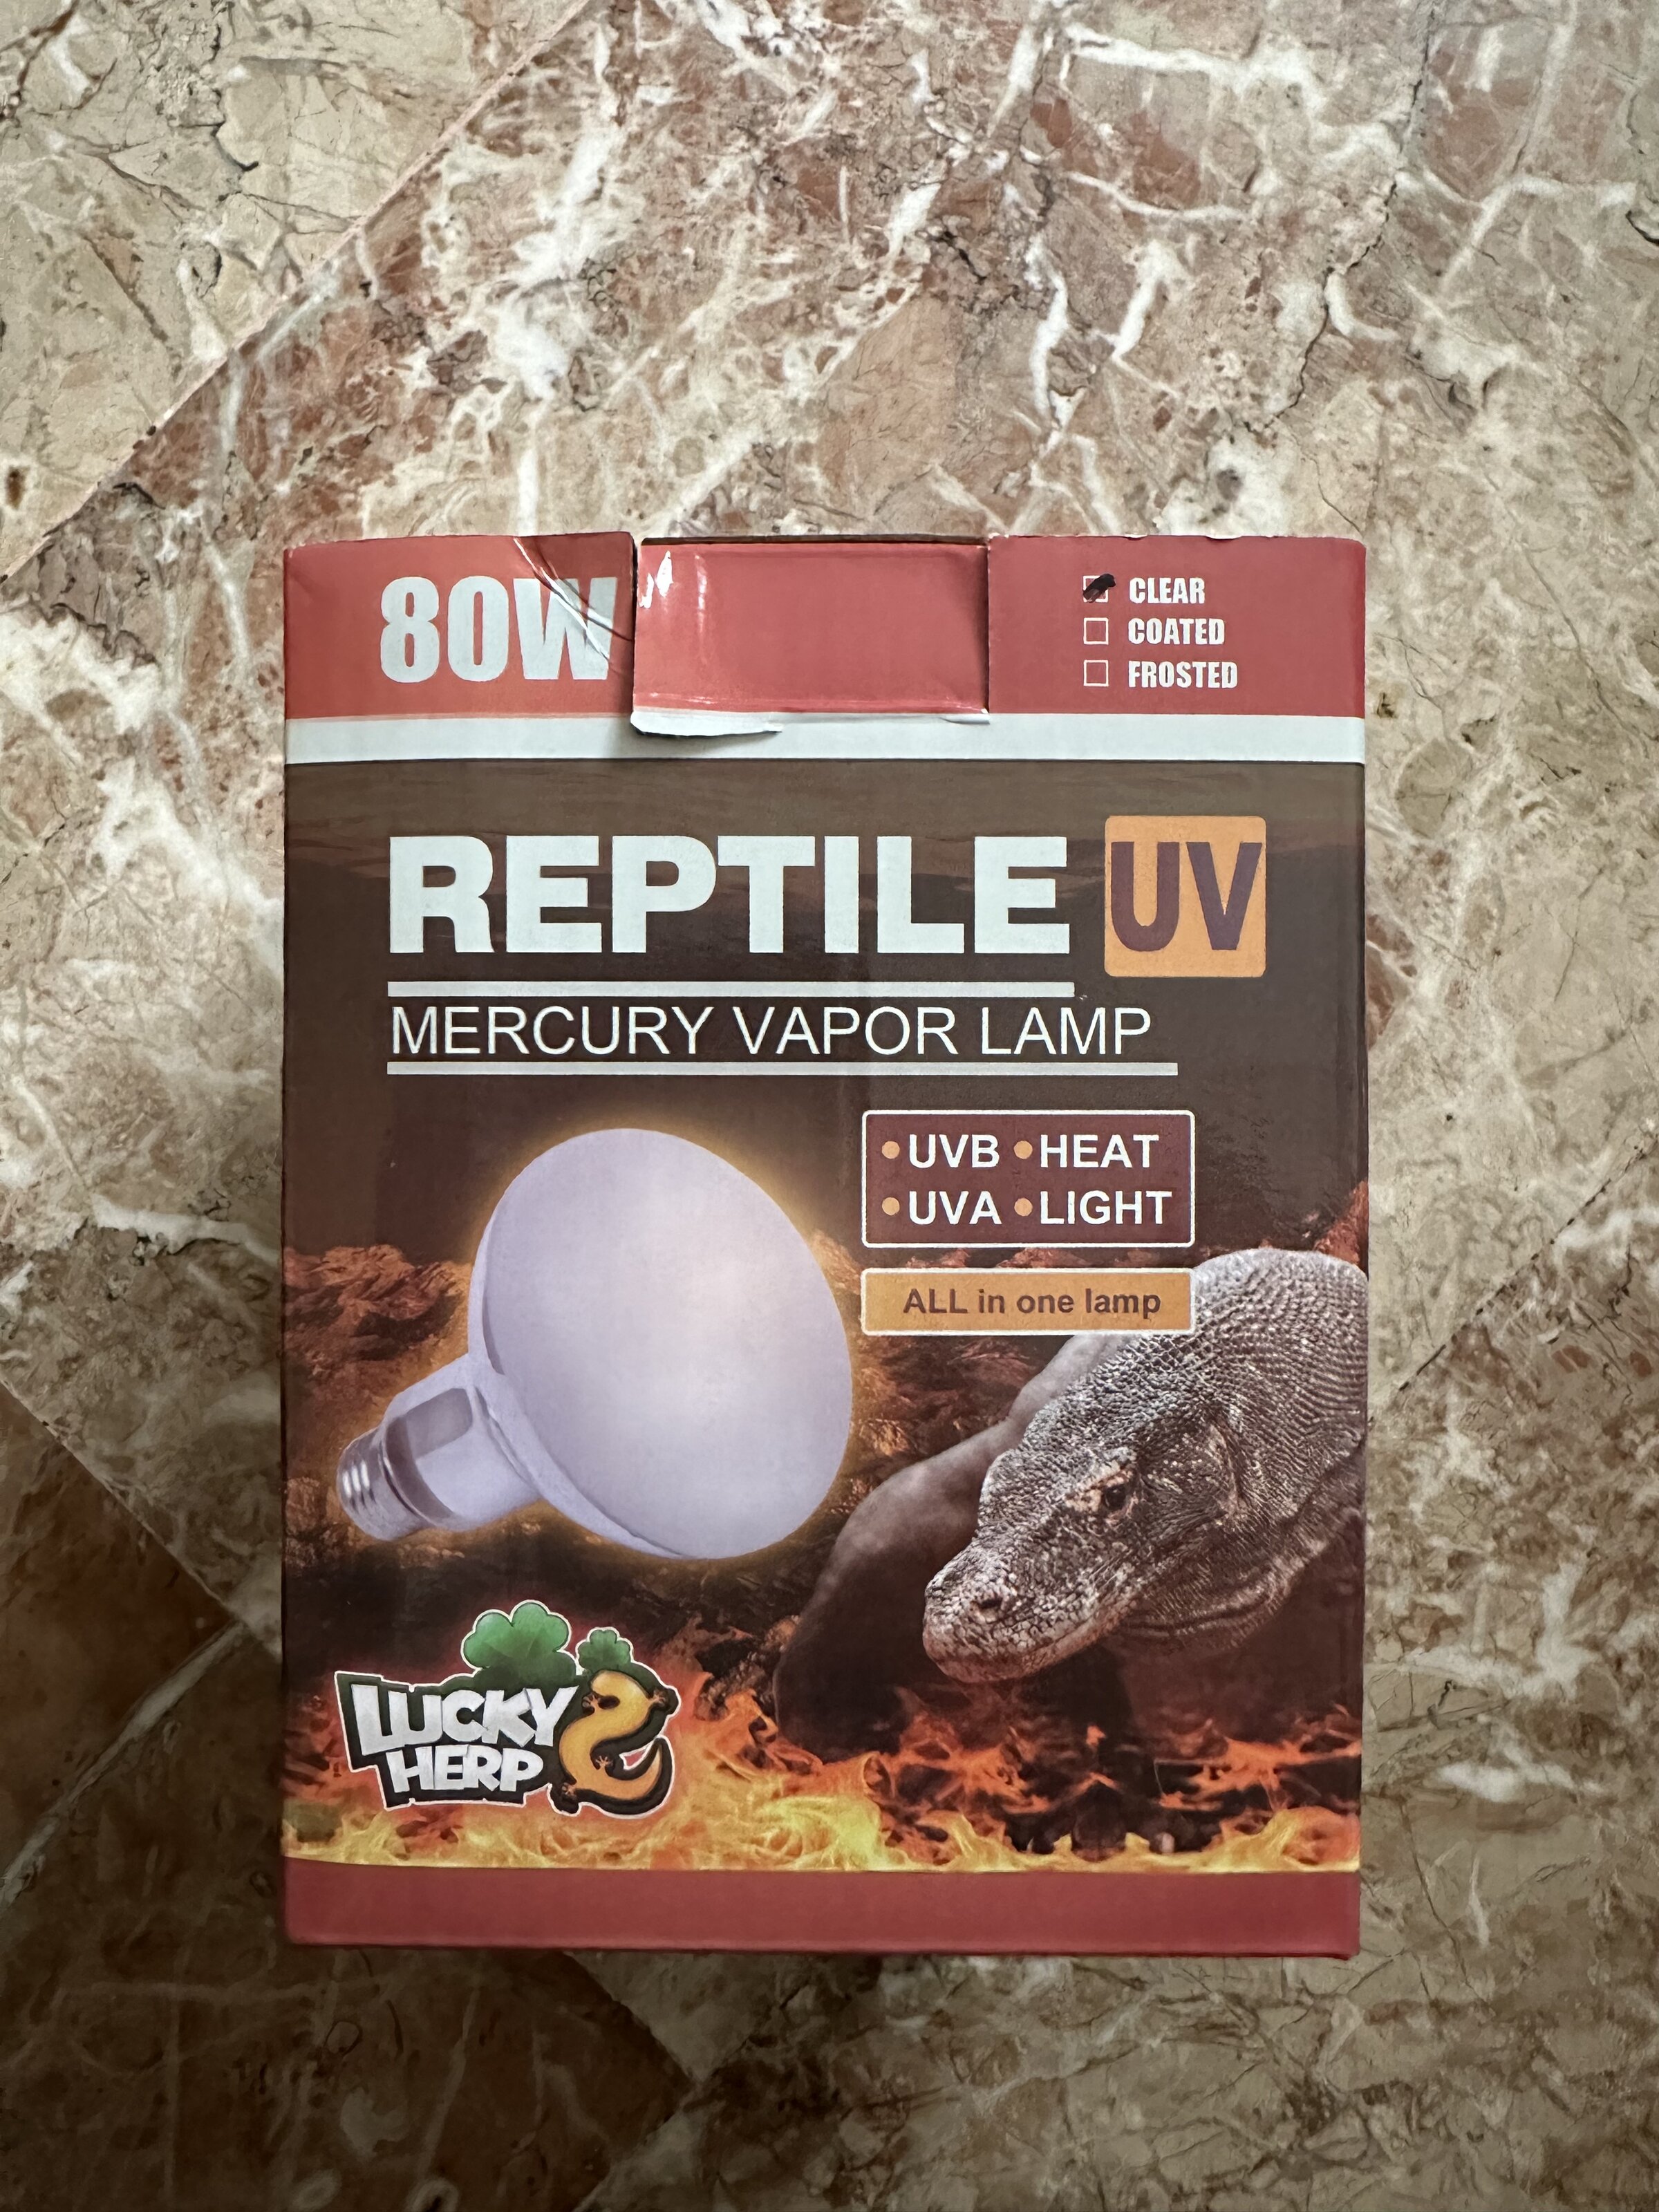 80W
CLEAR
COATED
FROSTED
REPTILE UV
MERCURY VAPOR LAMP
• UVB • HEAT
• UVA • LIGHT
ALL in one lamp
LUCKY
HERP